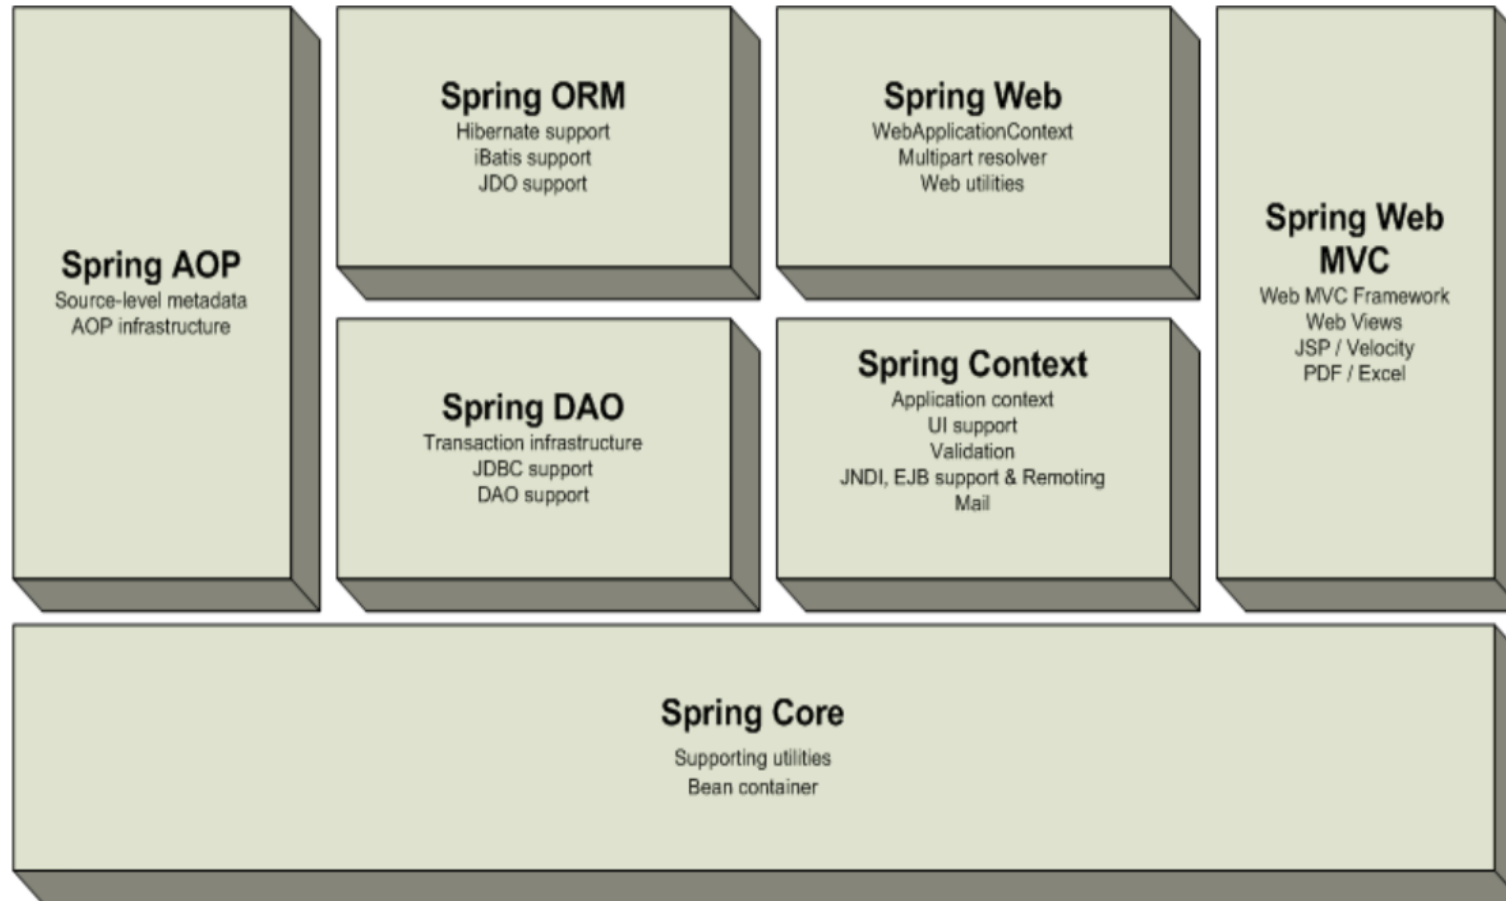 Spring AOP
Source-level metadata
AOP infrastructure
Spring ORM
Hibernate support
iBatis support
JDO support
Spring DAO
Transaction infrastructure
JDBC support
DAO support
Spring Web
WebApplicationContext
Multipart resolver
Web utilities
Spring Context
Application context
UI support
Validation
JNDI, EJB support & Remoting
Mail
Spring Web
MVC
Web MVC Framework
Web Views
JSP / Velocity
PDF / Excel
Spring Core
Supporting utilities
Bean container